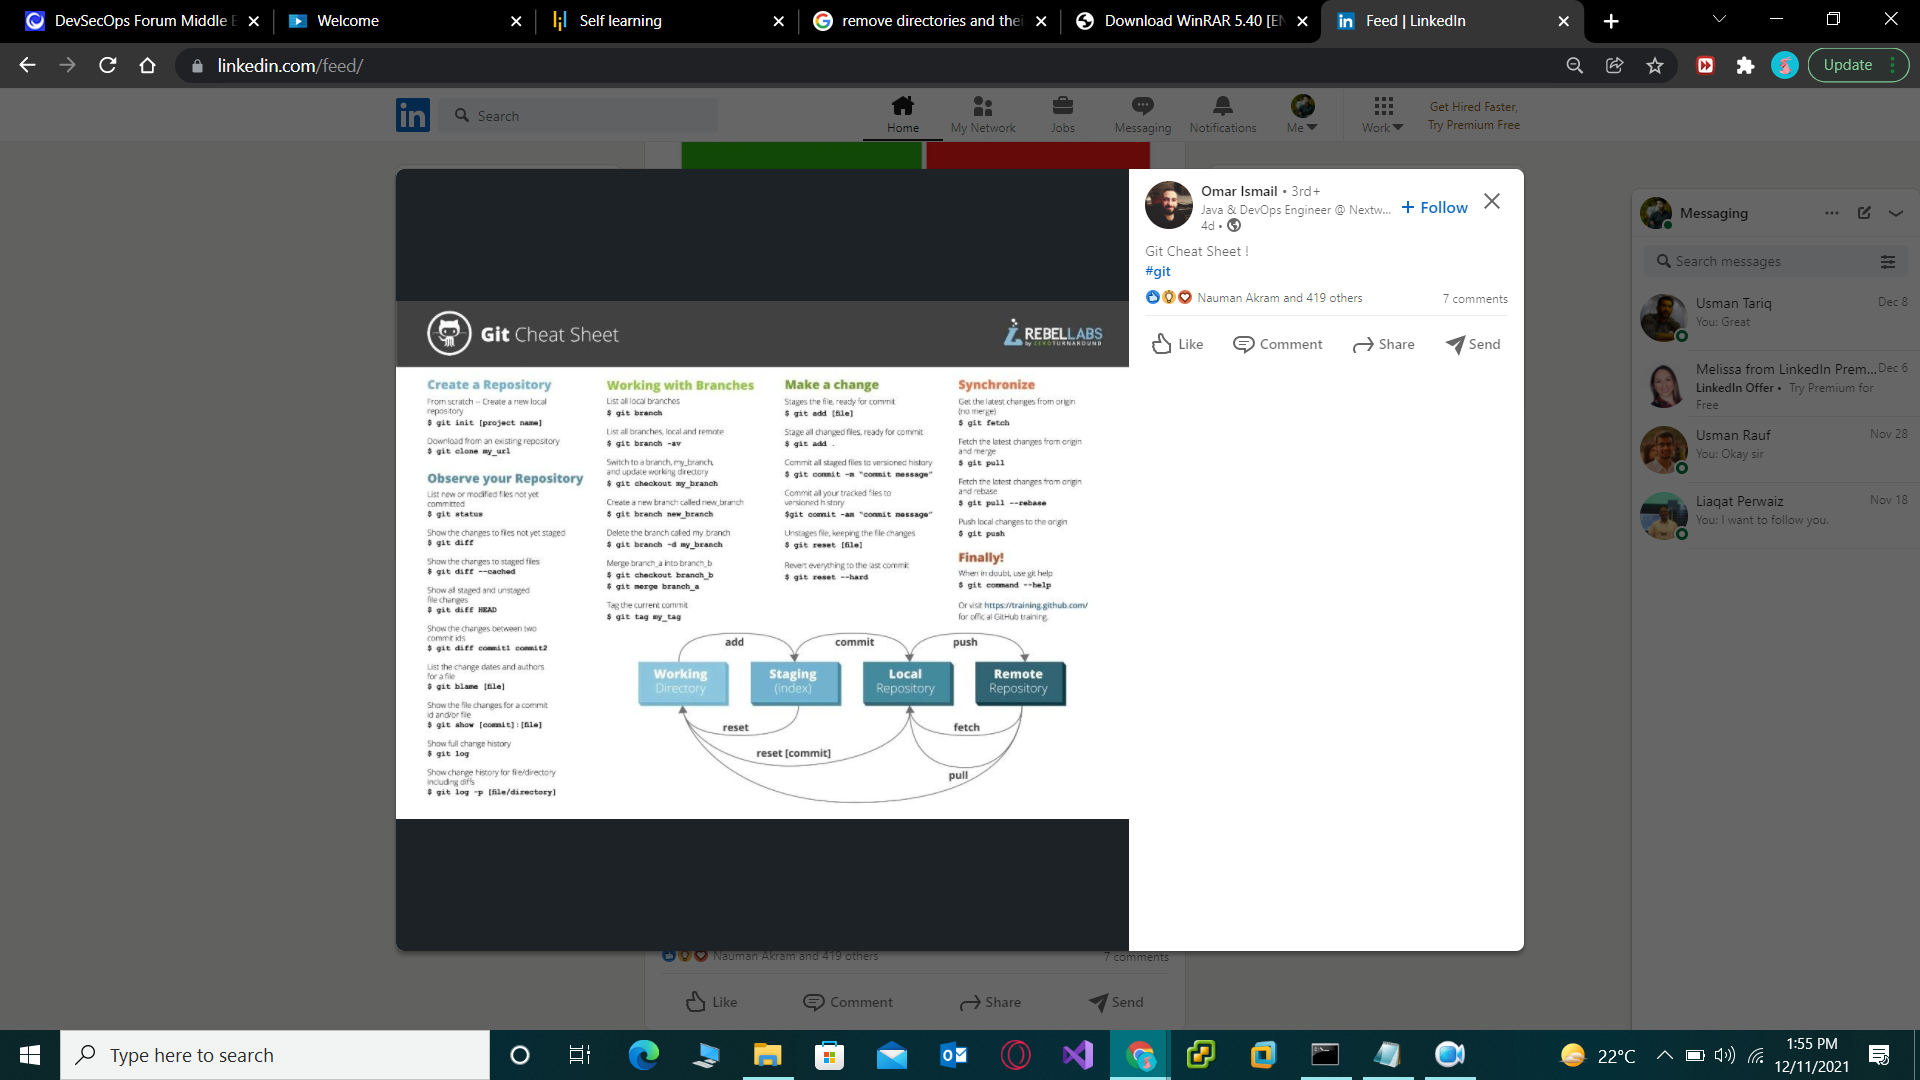 DevSecOps Forum Middle E
Welcome
Self learning
remove directories and thei
Download WinRAR 5.40 [EN
Feed | LinkedIn
linkedin.com/feed/
Update
in
Search
Home
My Network
Jobs
Messaging
Notifications
Me
Work
Get Hired Faster,
Try Premium Free
Omar Ismail • 3rd+
Java & DevOps Engineer @ Nextw...
4d •
+ Follow
Git Cheat Sheet !
#git
Nauman Akram and 419 others
7 comments
Like
Comment
Share
Send
Git Cheat Sheet
REBELLABS
by ZEROTURNAROUND
Create a Repository
From scratch -- Create a new local
repository
$ git init [project name]
Download from an existing repository
$ git clone my_url
Observe your Repository
List new or modified files not yet
committed
$ git status
Show the changes to files not yet staged
$ git diff
Show the changes to staged files
$ git diff --cached
Show all staged and unstaged
file changes
$ git diff HEAD
Show the changes between two
commit ids
$ git diff commit1 commit2
List the change dates and authors
for a file
$ git blame [file]
Show the file changes for a commit
id and/or file
$ git show [commit]:[file]
Show full change history
$ git log
Show change history for file/directory
including diffs
$ git log -p [file/directory]
Working with Branches
List all local branches
$ git branch
List all branches, local and remote
$ git branch -av
Switch to a branch, my_branch,
and update working directory
$ git checkout my_branch
Create a new branch called new_branch
$ git branch new_branch
Delete the branch called my_branch
$ git branch -d my_branch
Merge branch_a into branch_b
$ git checkout branch_b
$ git merge branch_a
Tag the current commit
$ git tag my_tag
Make a change
Stages the file, ready for commit
$ git add [file]
Stage all changed files, ready for commit
$ git add .
Commit all staged files to versioned history
$ git commit -m "commit message"
Commit all your tracked files to
versioned history
$git commit -am "commit message"
Unstages file, keeping the file changes
$ git reset [file]
Revert everything to the last commit
$ git reset --hard
Synchronize
Get the latest changes from origin
(no merge)
$ git fetch
Fetch the latest changes from origin
and merge
$ git pull
Fetch the latest changes from origin
and rebase
$ git pull --rebase
Push local changes to the origin
$ git push
Finally!
When in doubt, use git help
$ git command --help
Or visit https://training.github.com/
for official GitHub training.
add
commit
push
Working
Directory
Staging
(index)
Local
Repository
Remote
Repository
reset
fetch
reset [commit]
pull
Messaging
Search messages
Usman Tariq
Dec 8
You: Great
Melissa from LinkedIn Prem...
Dec 6
LinkedIn Offer • Try Premium for
Free
Usman Rauf
Nov 28
You: Okay sir
Liaqat Perwaiz
Nov 18
You: I want to follow you.
Nauman Akram and 419 others
7 comments
Like
Comment
Share
Send
Type here to search
22°C
1:55 PM
12/11/2021